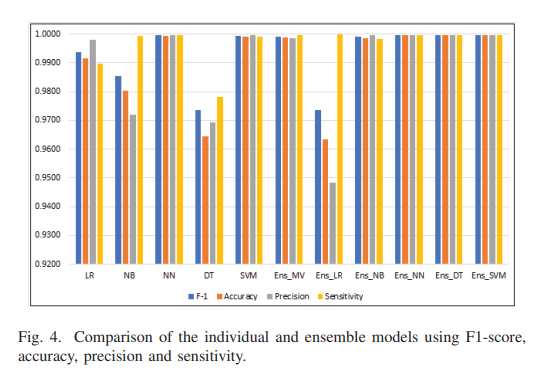 1.0000
0.9900
0.9800
0.9700
0.9600
0.9500
0.9400
0.9300
0.9200
LR NB NN DT SVM Ens_MV Ens_LR Ens_NB Ens_NN Ens_DT Ens_SVM
F-1 Accuracy Precision Sensitivity
Fig. 4. Comparison of the individual and ensemble models using F1-score,
accuracy, precision and sensitivity.